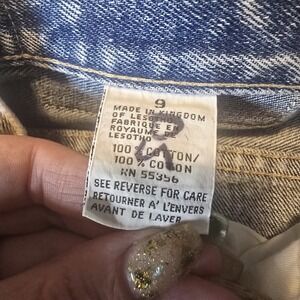 9
MADE IN KINGDOM
OF LESOTHO
FABRIQUE EN
ROYAUME DE
LESOTHO
100 % COTTON/
100 % COTON
RN 55356
SEE REVERSE FOR CARE
RETOURNER A' L'ENVERS
AVANT DE LAVER